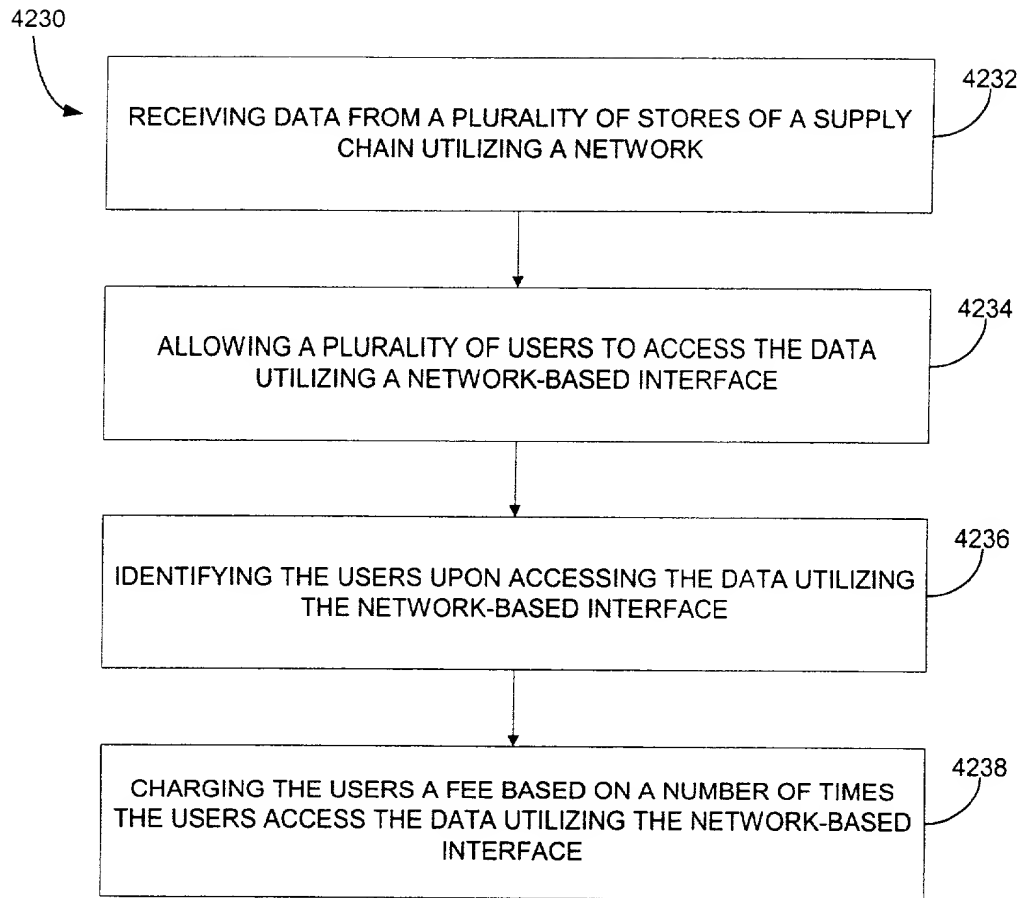 4230
4232
RECEIVING DATA FROM A PLURALITY OF STORES OF A SUPPLY
CHAIN UTILIZING A NETWORK
4234
ALLOWING A PLURALITY OF USERS TO ACCESS THE DATA
UTILIZING A NETWORK-BASED INTERFACE
4236
IDENTIFYING THE USERS UPON ACCESSING THE DATA UTILIZING
THE NETWORK-BASED INTERFACE
4238
CHARGING THE USERS A FEE BASED ON A NUMBER OF TIMES
THE USERS ACCESS THE DATA UTILIZING THE NETWORK-BASED
INTERFACE